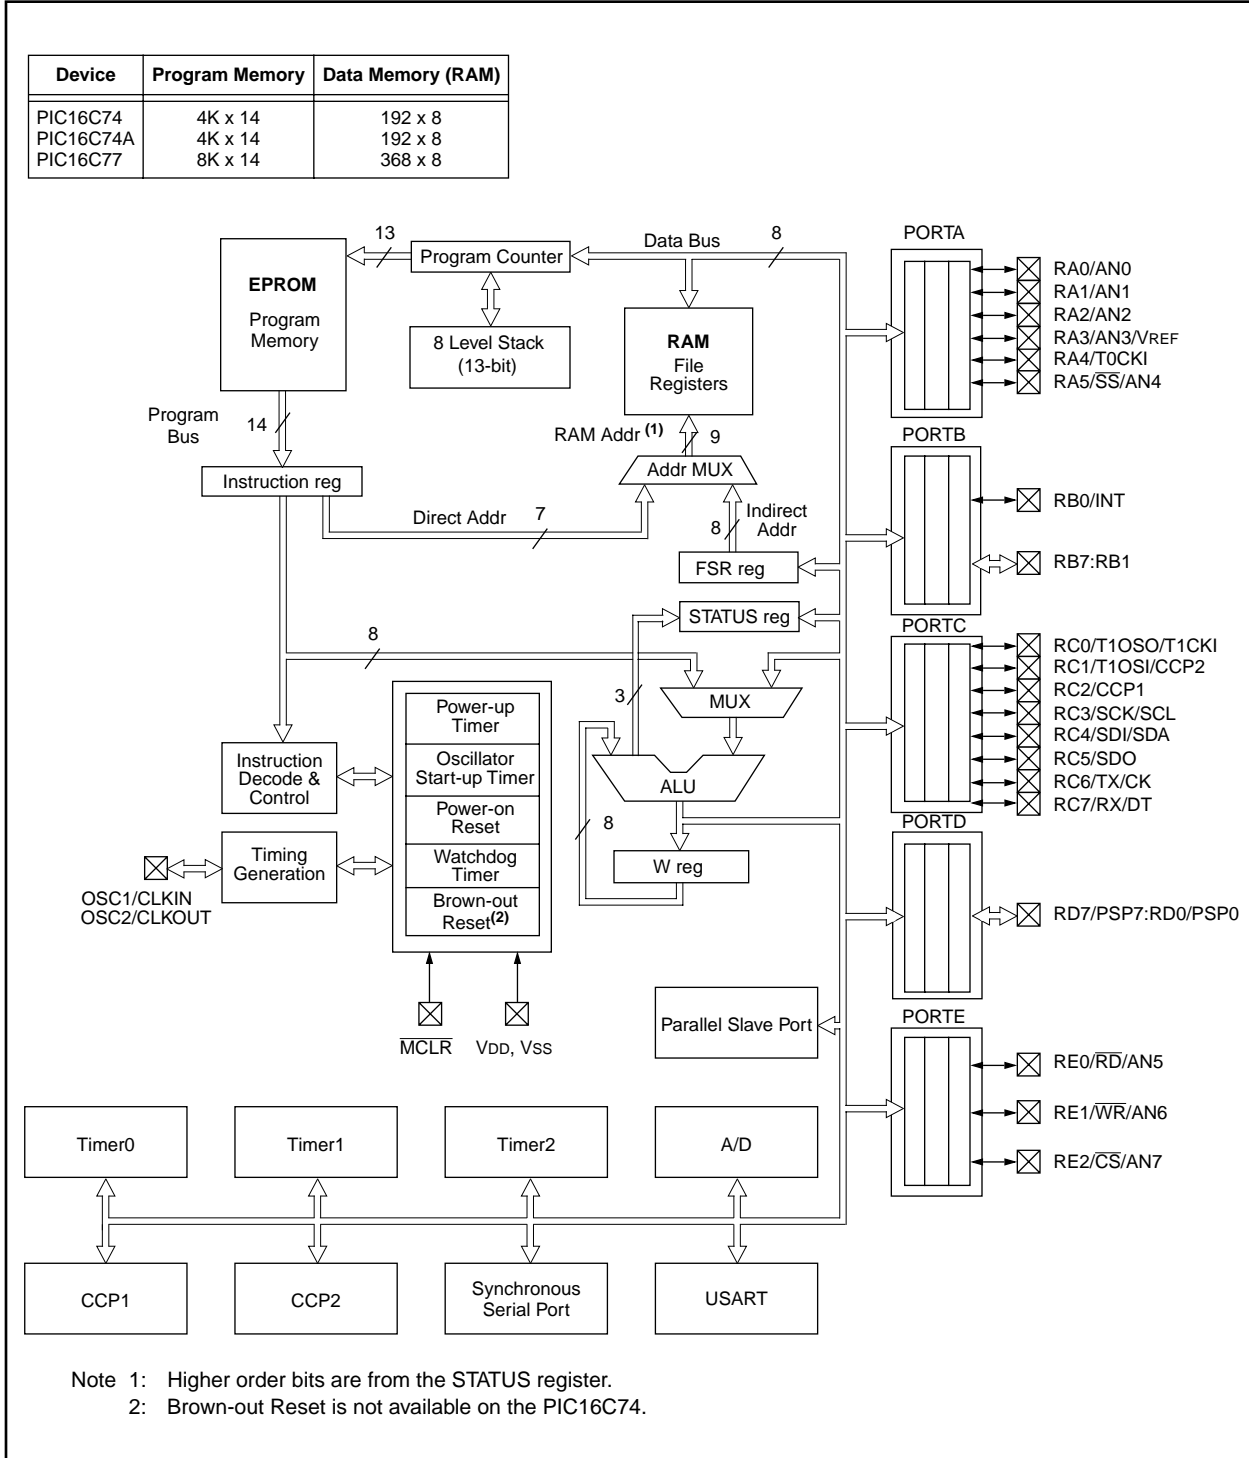 Device Program Memory Data Memory (RAM)
PIC16C74 4K x 14 192 x 8
PIC16C74A 4K x 14 192 x 8
PIC16C77 8K x 14 368 x 8
EPROM
Program
Memory
13
Program Counter
8 Level Stack
(13-bit)
Data Bus
8
RAM
File
Registers
Program
Bus
14
RAM Addr (1)
9
Addr MUX
Instruction reg
Direct Addr
7
8
Indirect
Addr
FSR reg
STATUS reg
8
3
MUX
ALU
8
W reg
Power-up
Timer
Oscillator
Start-up Timer
Power-on
Reset
Watchdog
Timer
Brown-out
Reset(2)
Instruction
Decode &
Control
Timing
Generation
OSC1/CLKIN
OSC2/CLKOUT
MCLR
VDD, VSS
Parallel Slave Port
PORTA
RA0/AN0
RA1/AN1
RA2/AN2
RA3/AN3/VREF
RA4/T0CKI
RA5/SS/AN4
PORTB
RB0/INT
RB7:RB1
PORTC
RC0/T1OSO/T1CKI
RC1/T1OSI/CCP2
RC2/CCP1
RC3/SCK/SCL
RC4/SDI/SDA
RC5/SDO
RC6/TX/CK
RC7/RX/DT
PORTD
RD7/PSP7:RD0/PSP0
PORTE
RE0/RD/AN5
RE1/WR/AN6
RE2/CS/AN7
Timer0
Timer1
Timer2
A/D
CCP1
CCP2
Synchronous
Serial Port
USART
Note 1: Higher order bits are from the STATUS register.
2: Brown-out Reset is not available on the PIC16C74.